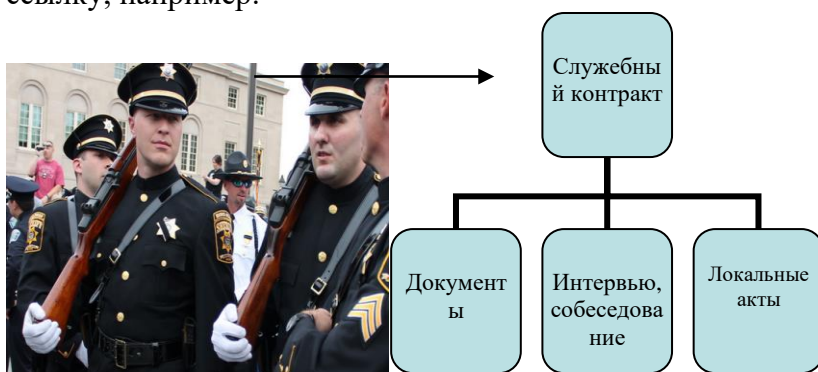 ссылку, например:
Служебны
й контракт
Документ
ы
Интервью,
собеседова
ние
Локальные
акты